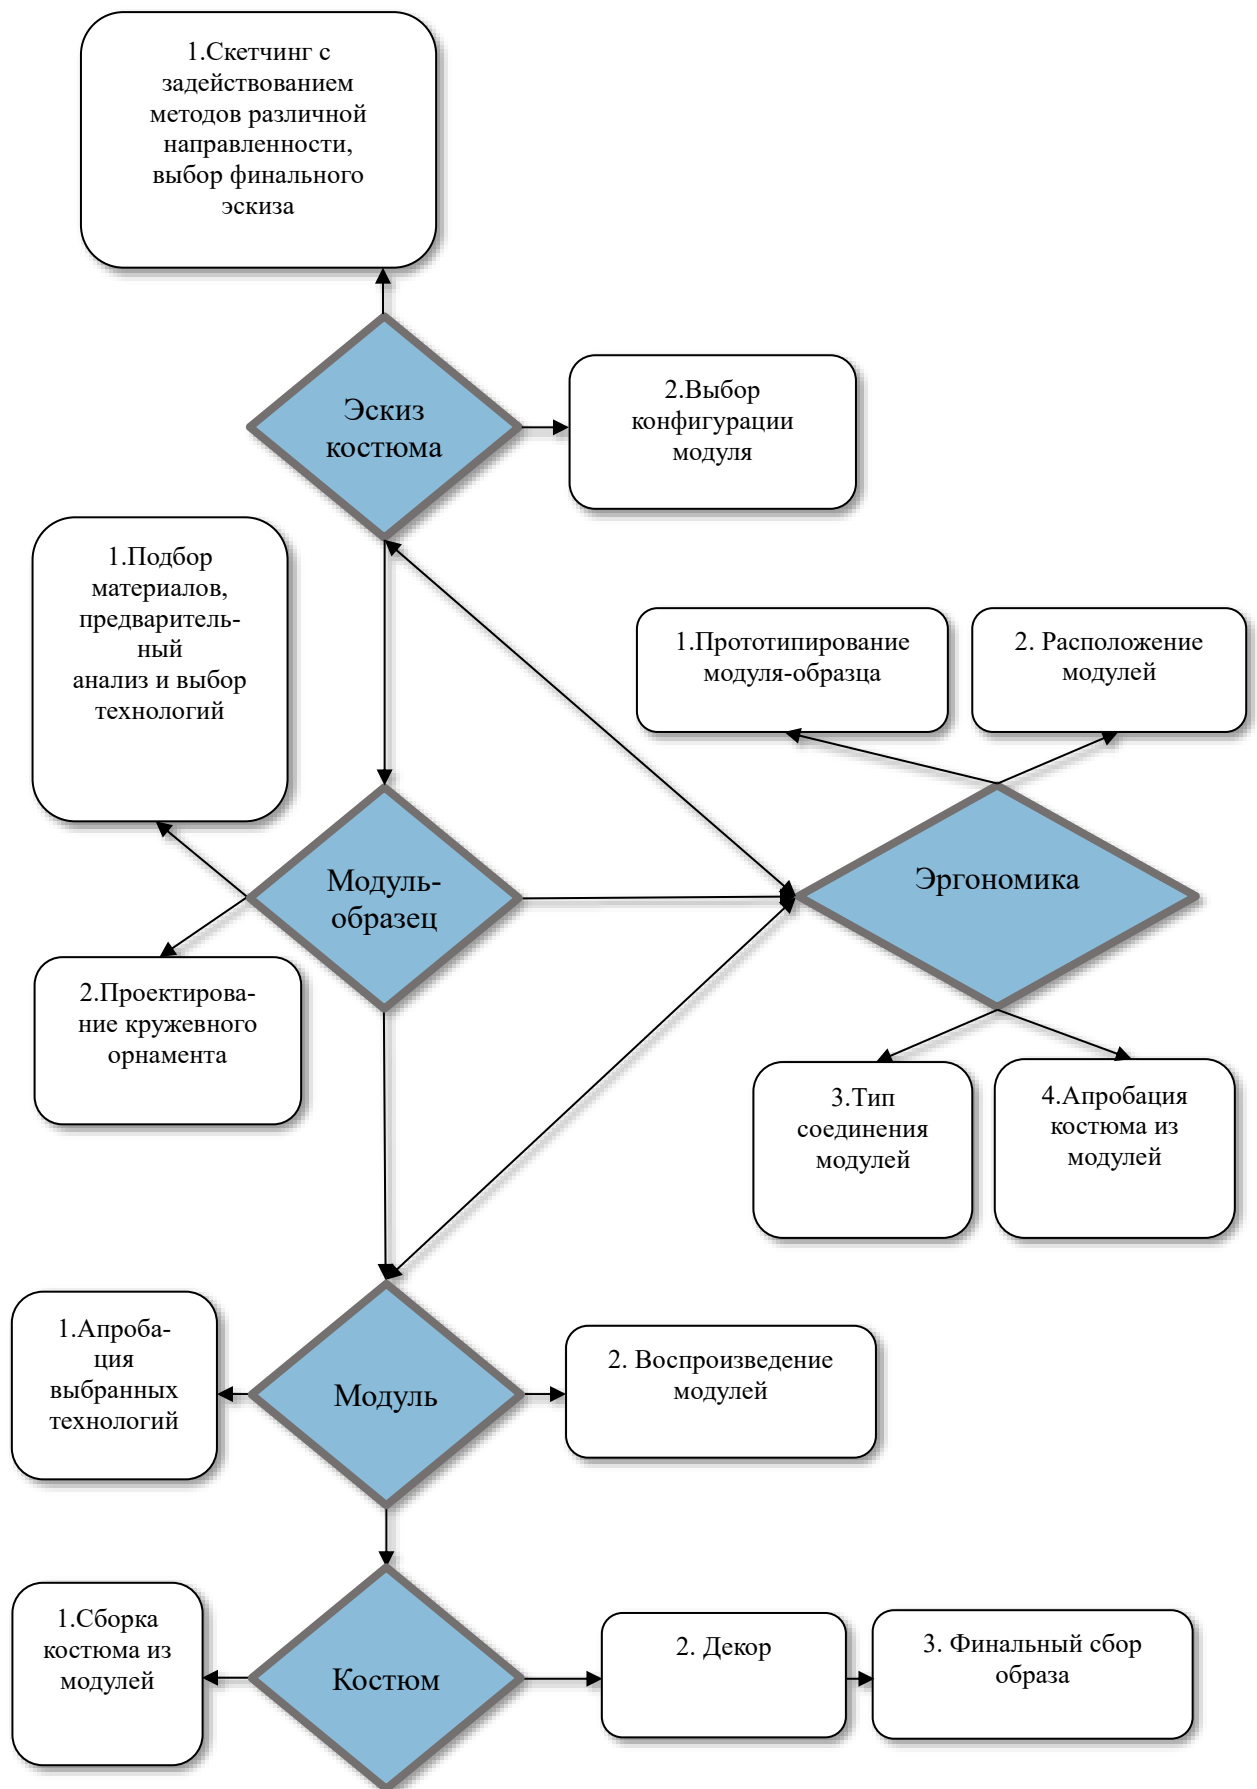 1.Скетчинг с
задействованием
методов различной
направленности,
выбор финального
эскиза
Эскиз
костюма
2.Выбор
конфигурации
модуля
1.Подбор
материалов,
предваритель-
ный
анализ и выбор
технологий
1.Прототипирование
модуля-образца
2. Расположение
модулей
Модуль-
образец
Эргономика
2.Проектирова-
ние кружевного
орнамента
3.Тип
соединения
модулей
4.Апробация
костюма из
модулей
1.Апроба-
ция
выбранных
технологий
Модуль
2. Воспроизведение
модулей
1.Сборка
костюма из
модулей
Костюм
2. Декор
3. Финальный сбор
образа